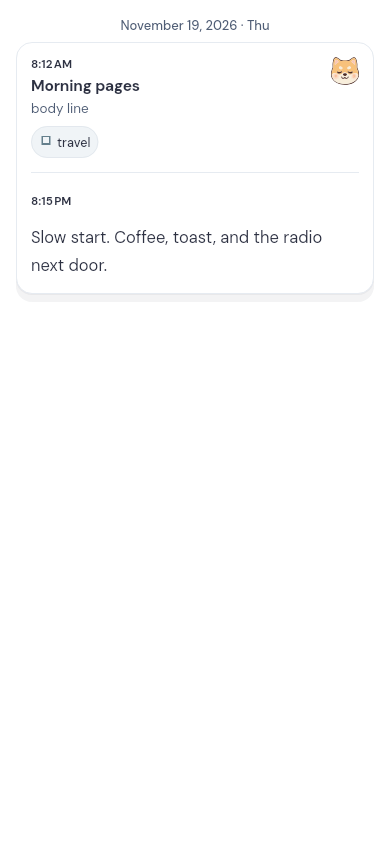 November 19, 2026 · Thu
8:12 AM
Morning pages
body line
travel
8:15 PM
Slow start. Coffee, toast, and the radio
next door.